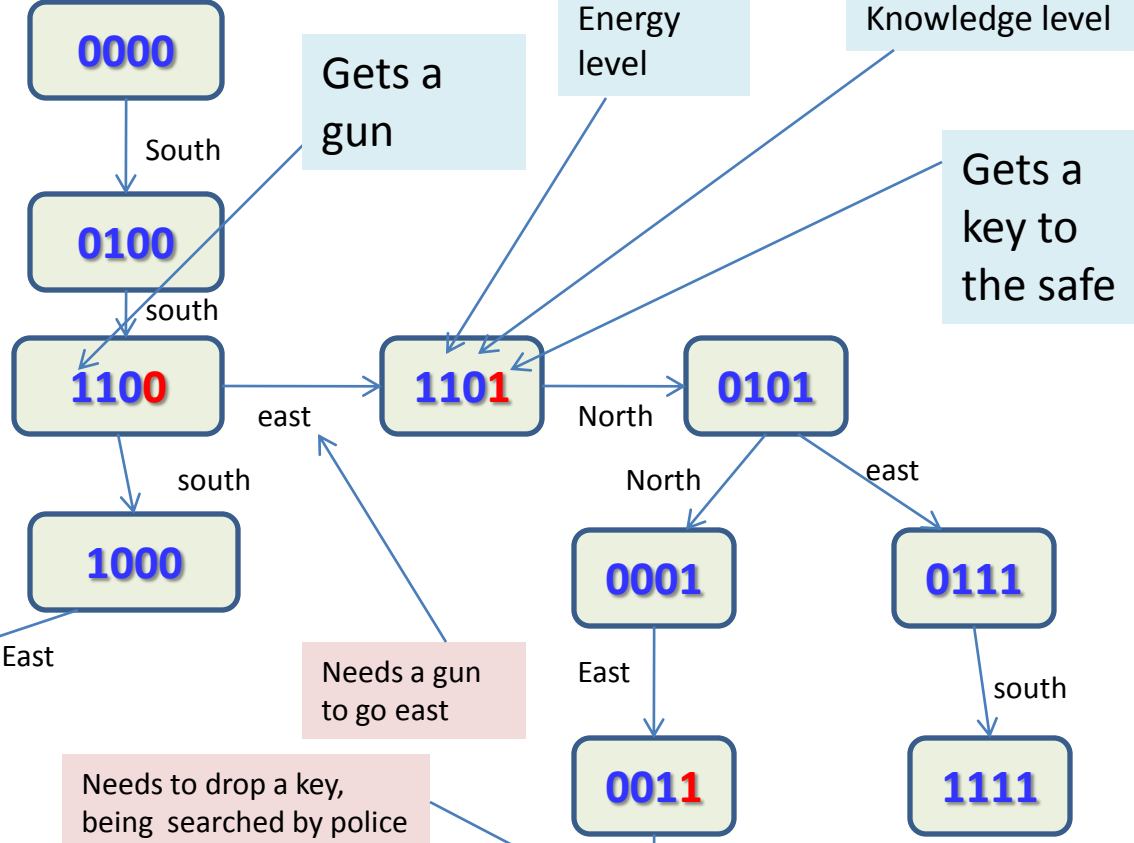 Energy
level
Knowledge level
0000
Gets a
gun
South
Gets a
key to
the safe
0100
south
1100
east
1101
North
0101
south
North
east
1000
0001
0111
East
Needs a gun
to go east
East
south
Needs to drop a key,
being searched by police
0011
1111